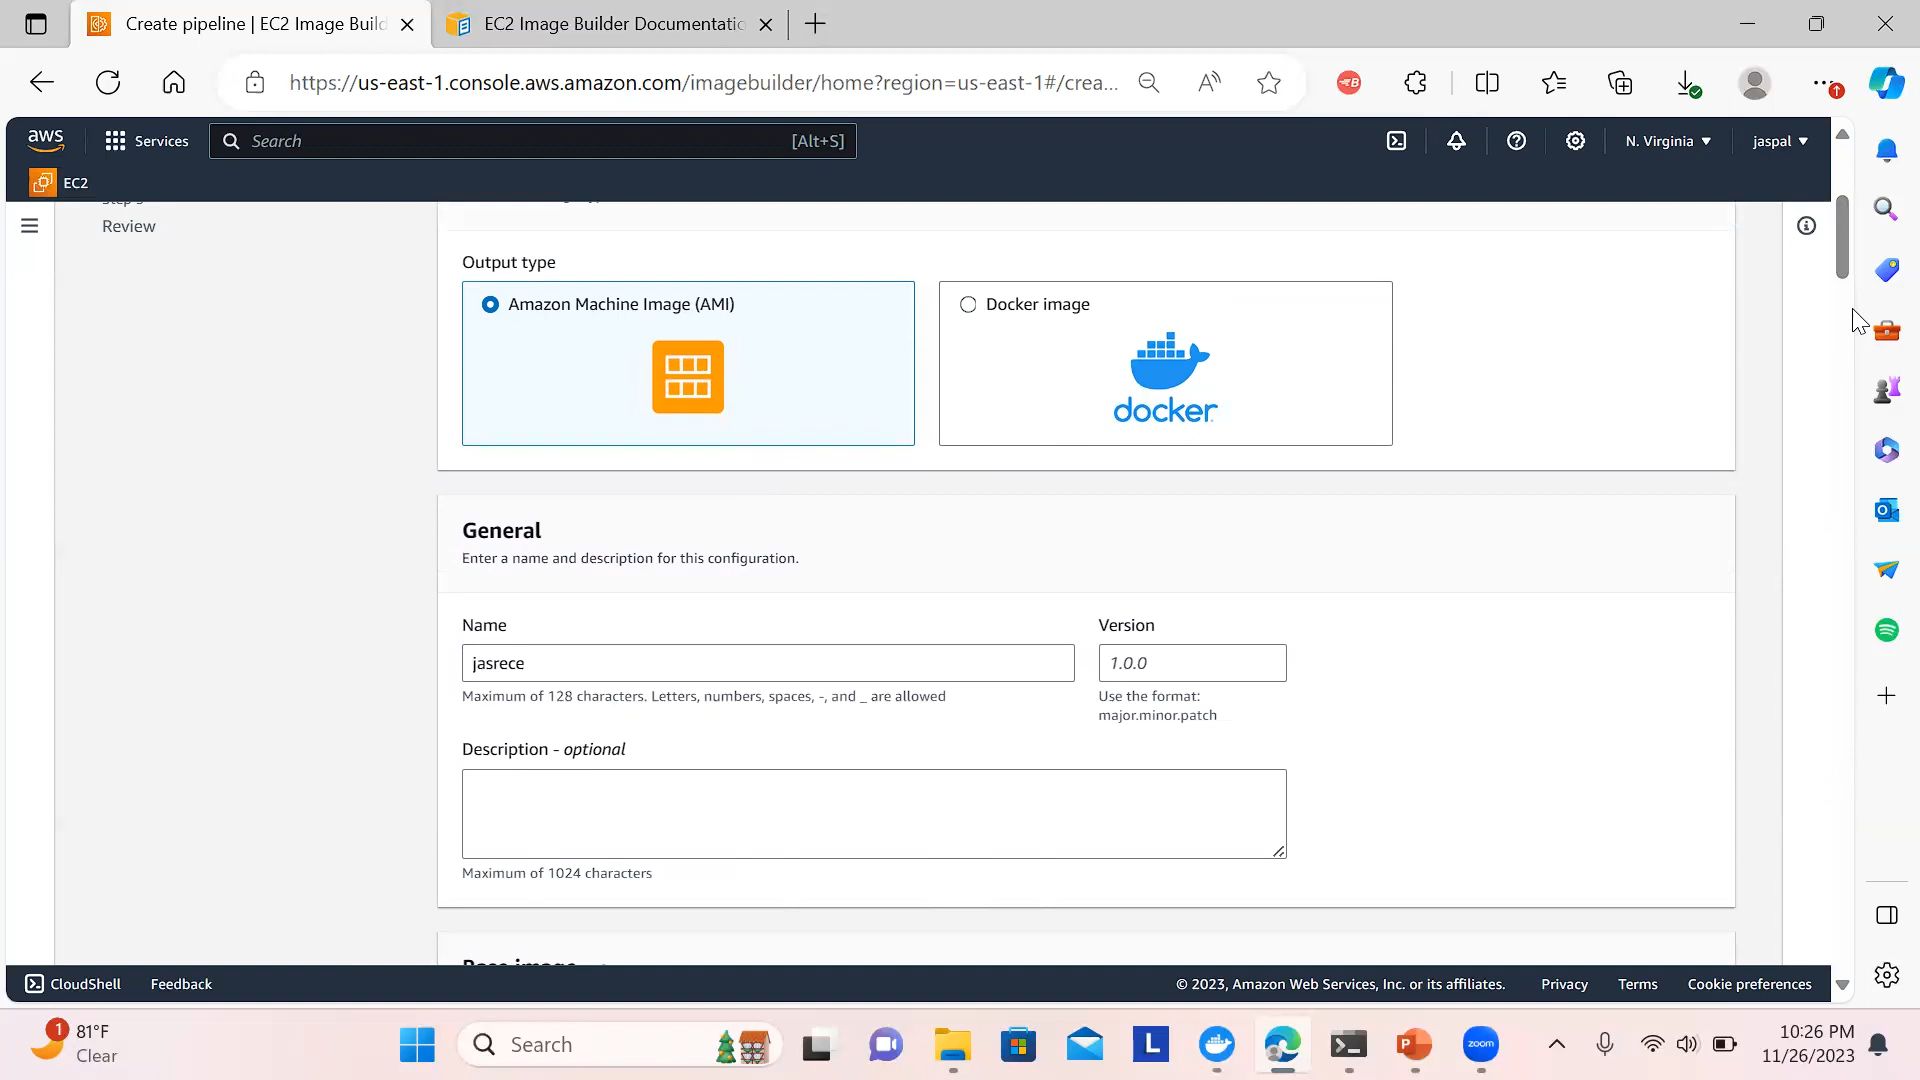 Create pipeline | EC2 Image Build
EC2 Image Builder Documentatio
https://us-east-1.console.aws.amazon.com/imagebuilder/home?region=us-east-1#/crea...
aws
Services
Search
[Alt+S]
N. Virginia
jaspal
EC2
Review
Output type
Amazon Machine Image (AMI)
Docker image
docker
General
Enter a name and description for this configuration.
Name
Version
jasrece
1.0.0
Maximum of 128 characters. Letters, numbers, spaces, -, and _ are allowed
Use the format:
major.minor.patch
Description - optional
Maximum of 1024 characters
Base image
CloudShell
Feedback
© 2023, Amazon Web Services, Inc. or its affiliates.
Privacy
Terms
Cookie preferences
1
81°F
Clear
Search
L
zoom
10:26 PM
11/26/2023